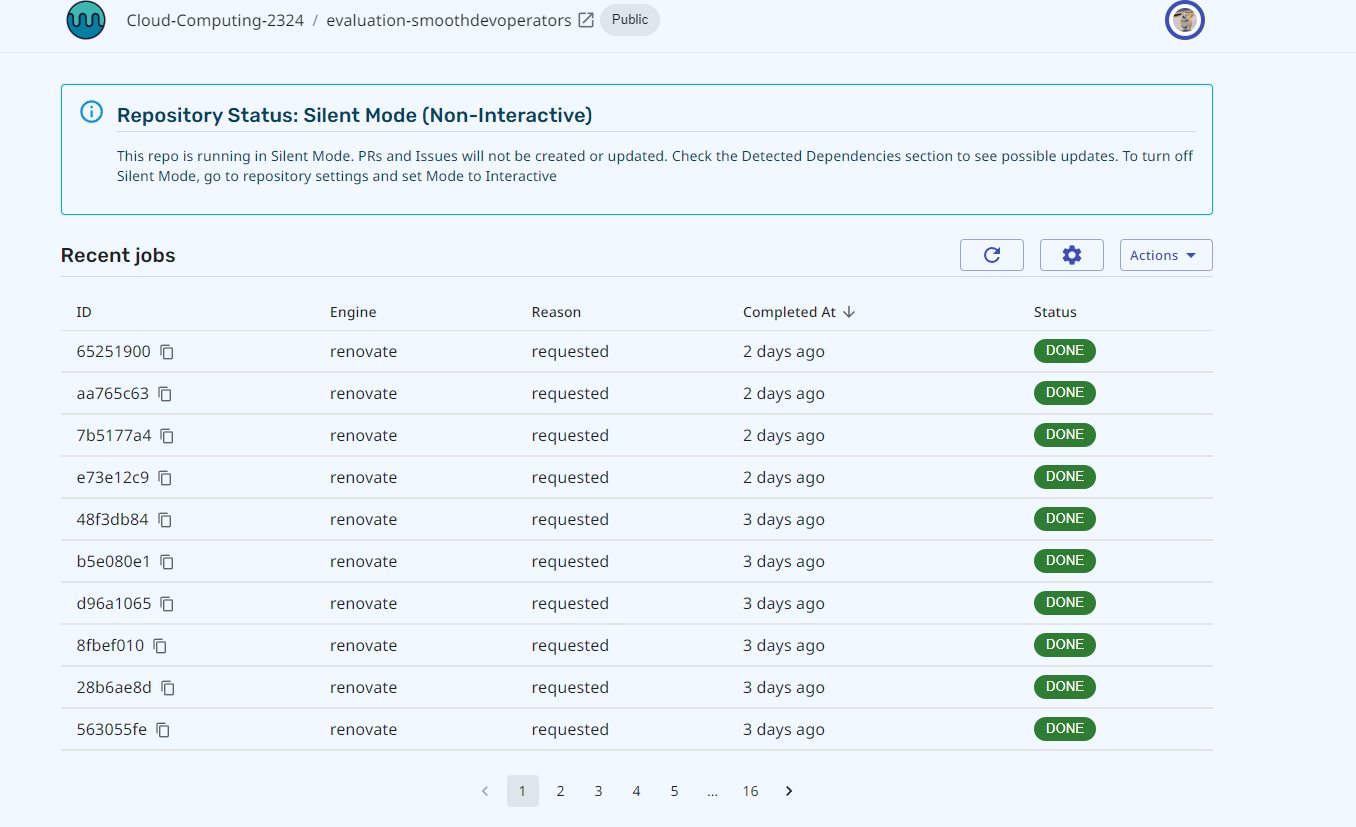 Cloud-Computing-2324 / evaluation-smoothdevoperators Public
Repository Status: Silent Mode (Non-Interactive)
This repo is running in Silent Mode. PRs and Issues will not be created or updated. Check the Detected Dependencies section to see possible updates. To turn off
Silent Mode, go to repository settings and set Mode to Interactive
Recent jobs
Actions
ID Engine Reason Completed At Status
65251900 renovate requested 2 days ago DONE
aa765c63 renovate requested 2 days ago DONE
7b5177a4 renovate requested 2 days ago DONE
e73e12c9 renovate requested 2 days ago DONE
48f3db84 renovate requested 3 days ago DONE
b5e080e1 renovate requested 3 days ago DONE
d96a1065 renovate requested 3 days ago DONE
8fbef010 renovate requested 3 days ago DONE
28b6ae8d renovate requested 3 days ago DONE
563055fe renovate requested 3 days ago DONE
1 2 3 4 5 ... 16